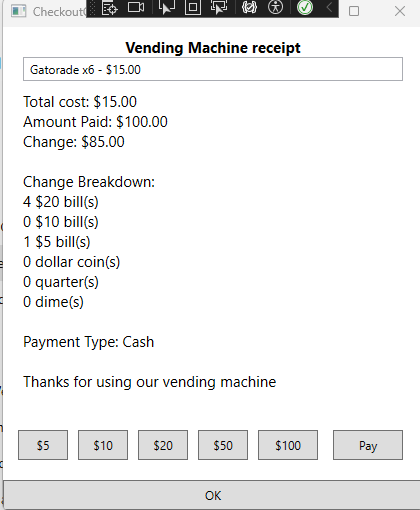 Checkout
Vending Machine receipt
Gatorade x6 - $15.00
Total cost: $15.00
Amount Paid: $100.00
Change: $85.00
Change Breakdown:
4 $20 bill(s)
0 $10 bill(s)
1 $5 bill(s)
0 dollar coin(s)
0 quarter(s)
0 dime(s)
Payment Type: Cash
Thanks for using our vending machine
$5 $10 $20 $50 $100 Pay
OK